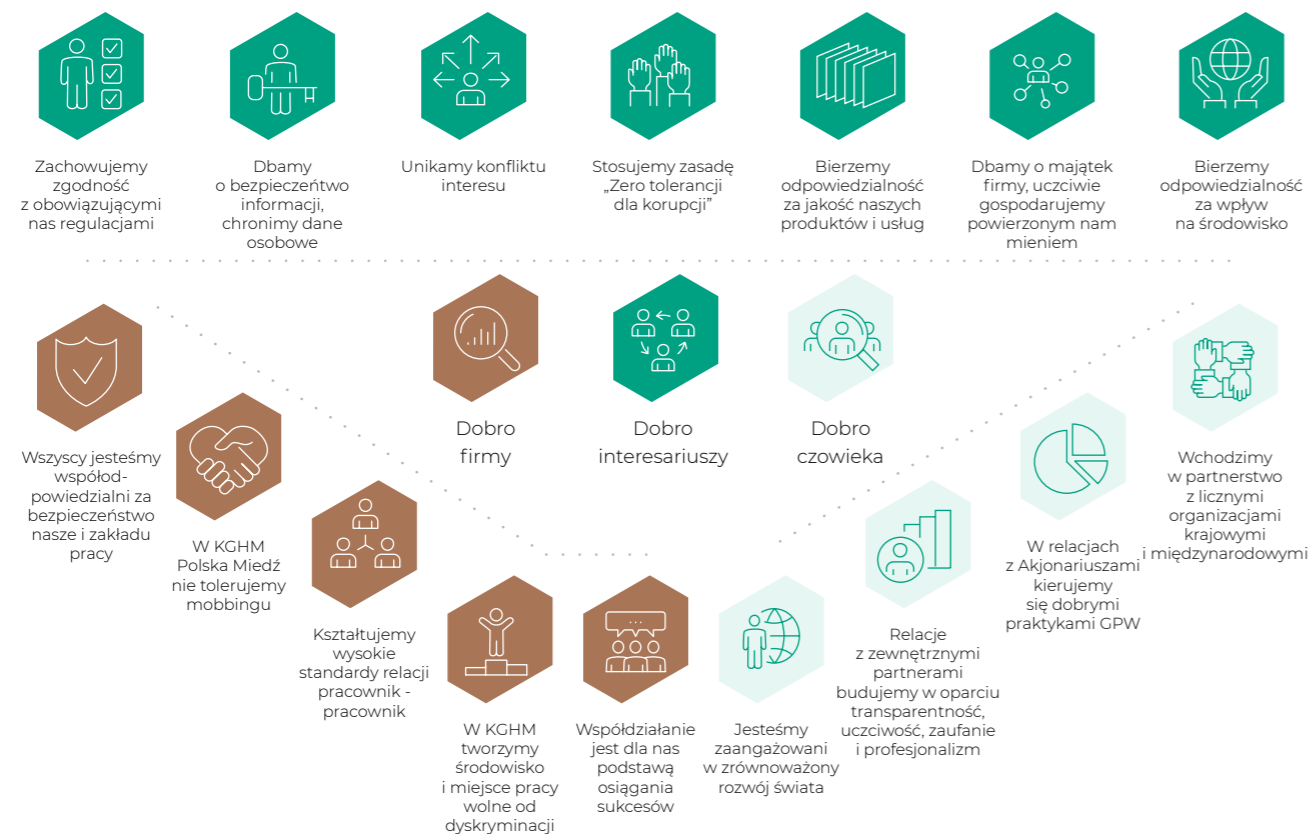 Zachowujemy
zgodność
z obowiązującymi
nas regulacjami
Dbamy
o bezpieczeńtwo
informacji,
chronimy dane
osobowe
Unikamy konfliktu
interesu
Stosujemy zasadę
„Zero tolerancji
dla korupcji”
Bierzemy
odpowiedzialność
za jakość naszych
produktów i usług
Dbamy o majątek
firmy, uczciwie
gospodarujemy
powierzonym nam
mieniem
Bierzemy
odpowiedzialność
za wpływ
na środowisko
Dobro
firmy
Dobro
interesariuszy
Dobro
czowieka
Wszyscy jesteśmy
współod-
powiedzialni za
bezpieczeństwo
nasze i zakładu
pracy
W KGHM
Polska Miedź
nie tolerujemy
mobbingu
Kształtujemy
wysokie
standardy relacji
pracownik -
pracownik
W KGHM
tworzymy
środowisko
i miejsce pracy
wolne od
dyskryminacji
Współdziałanie
jest dla nas
podstawą
osiągania
sukcesów
Jesteśmy
zaangażowani
w zrównoważony
rozwój świata
Relacje
z zewnętrznymi
partnerami
budujemy w oparciu
transparentność,
uczciwość, zaufanie
i profesjonalizm
W relacjach
z Akjonariuszami
kierujemy
się dobrymi
praktykami GPW
Wchodzimy
w partnerstwo
z licznymi
organizacjami
krajowymi
i międzynarodowymi